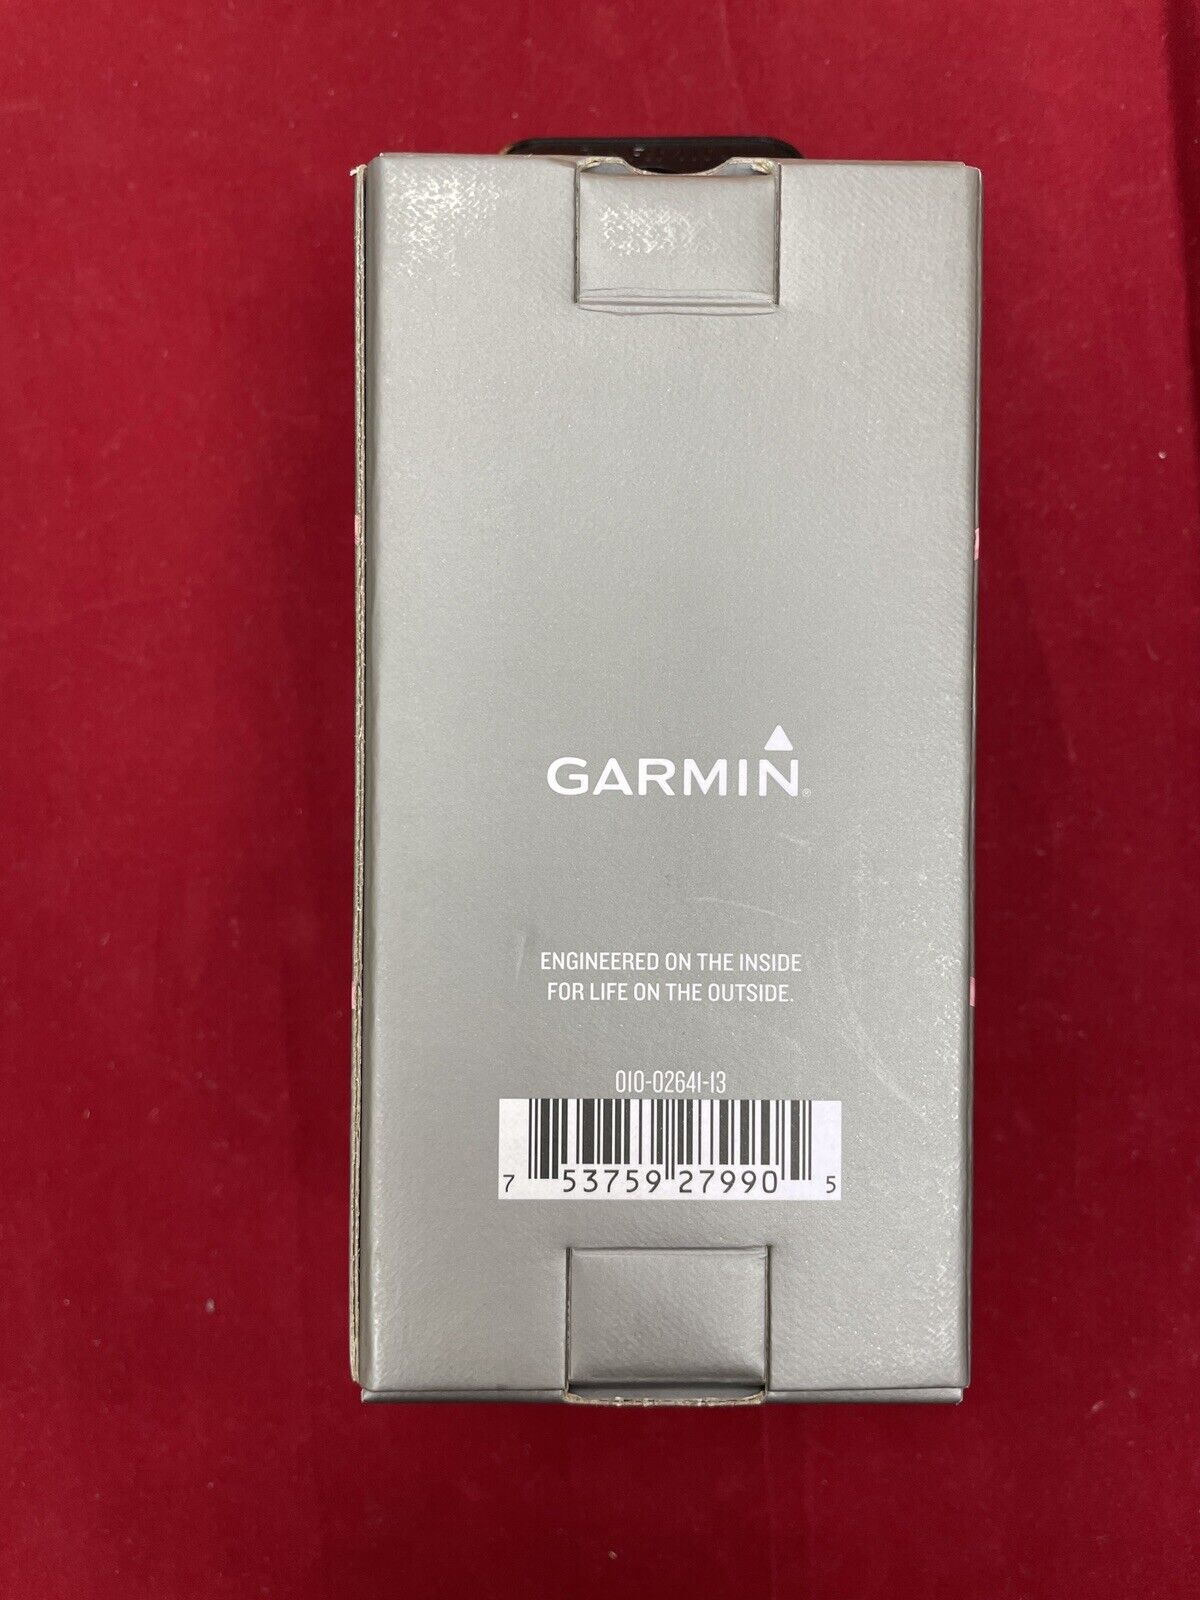 GARMIN®
ENGINEERED ON THE INSIDE
FOR LIFE ON THE OUTSIDE.
010-02641-13
7 53759 27990 5